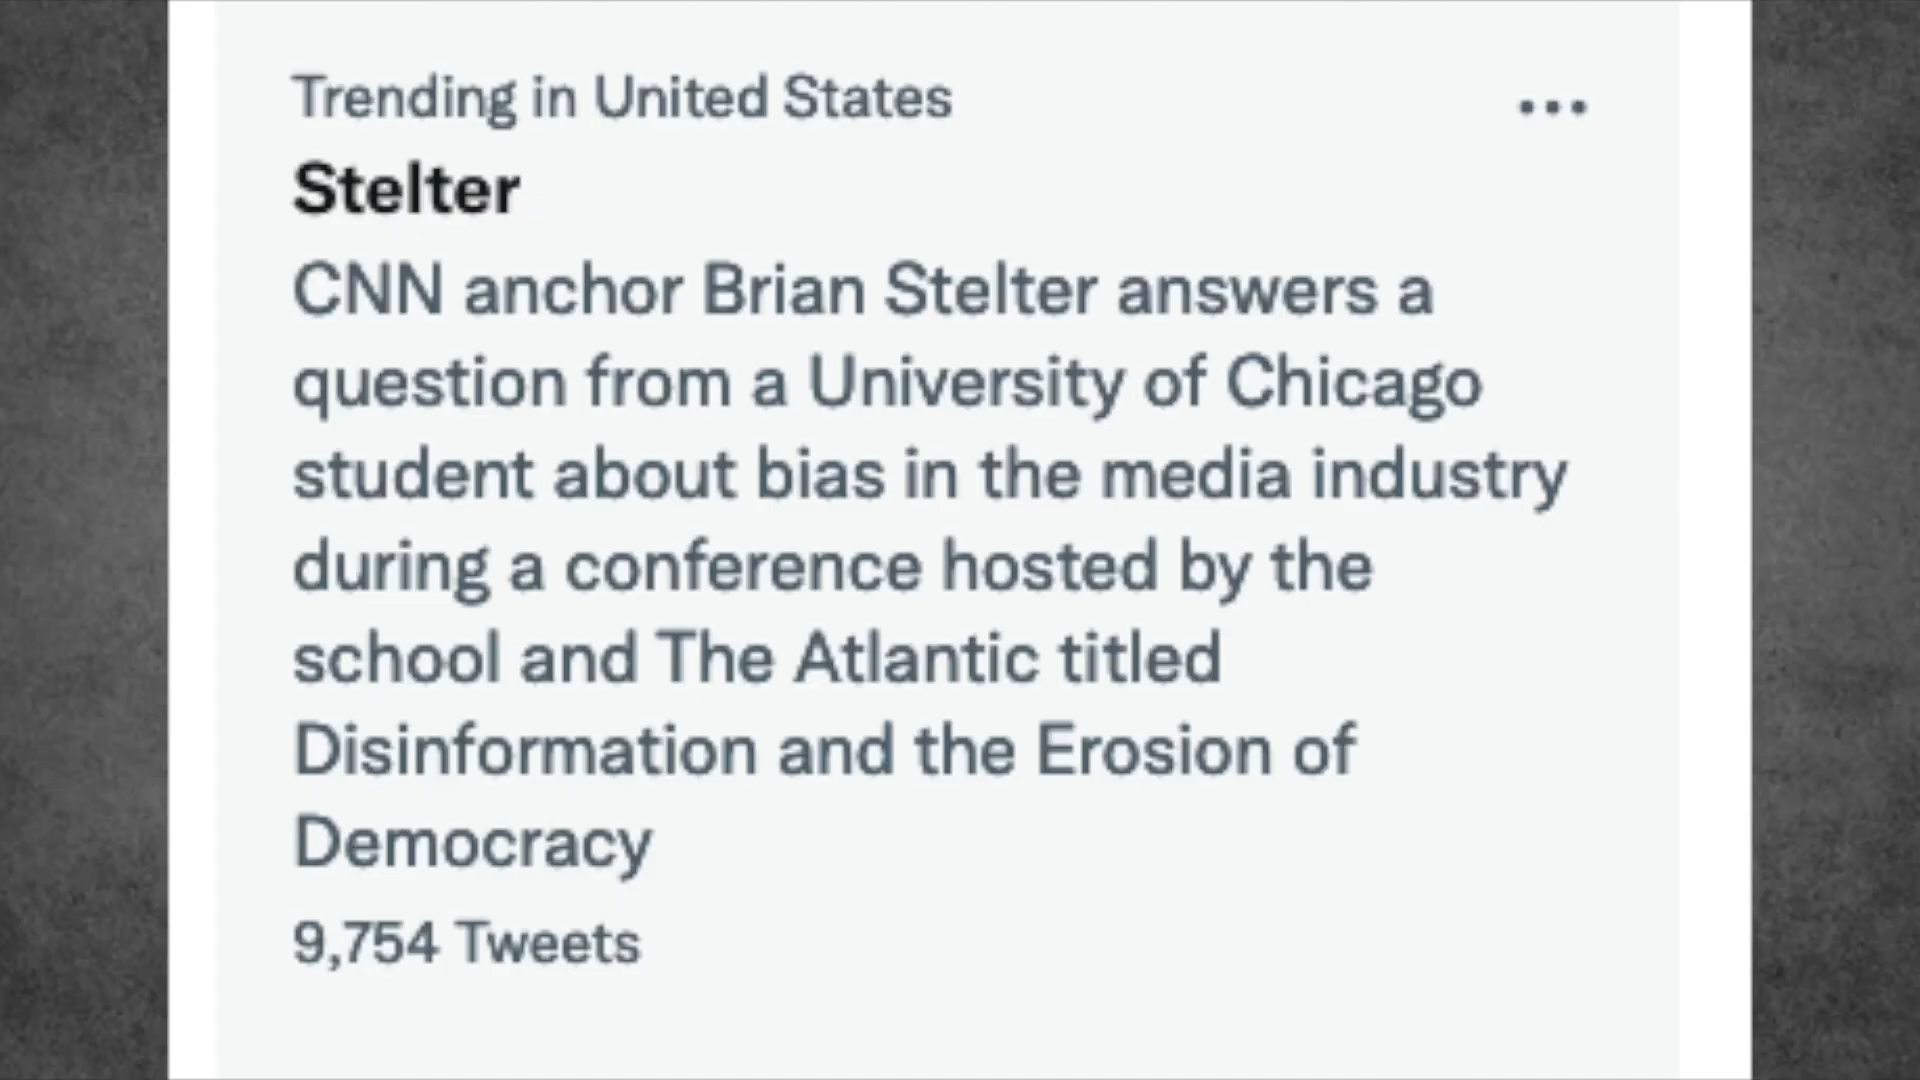 Trending in United States
Stelter
CNN anchor Brian Stelter answers a
question from a University of Chicago
student about bias in the media industry
during a conference hosted by the
school and The Atlantic titled
Disinformation and the Erosion of
Democracy
9,754 Tweets